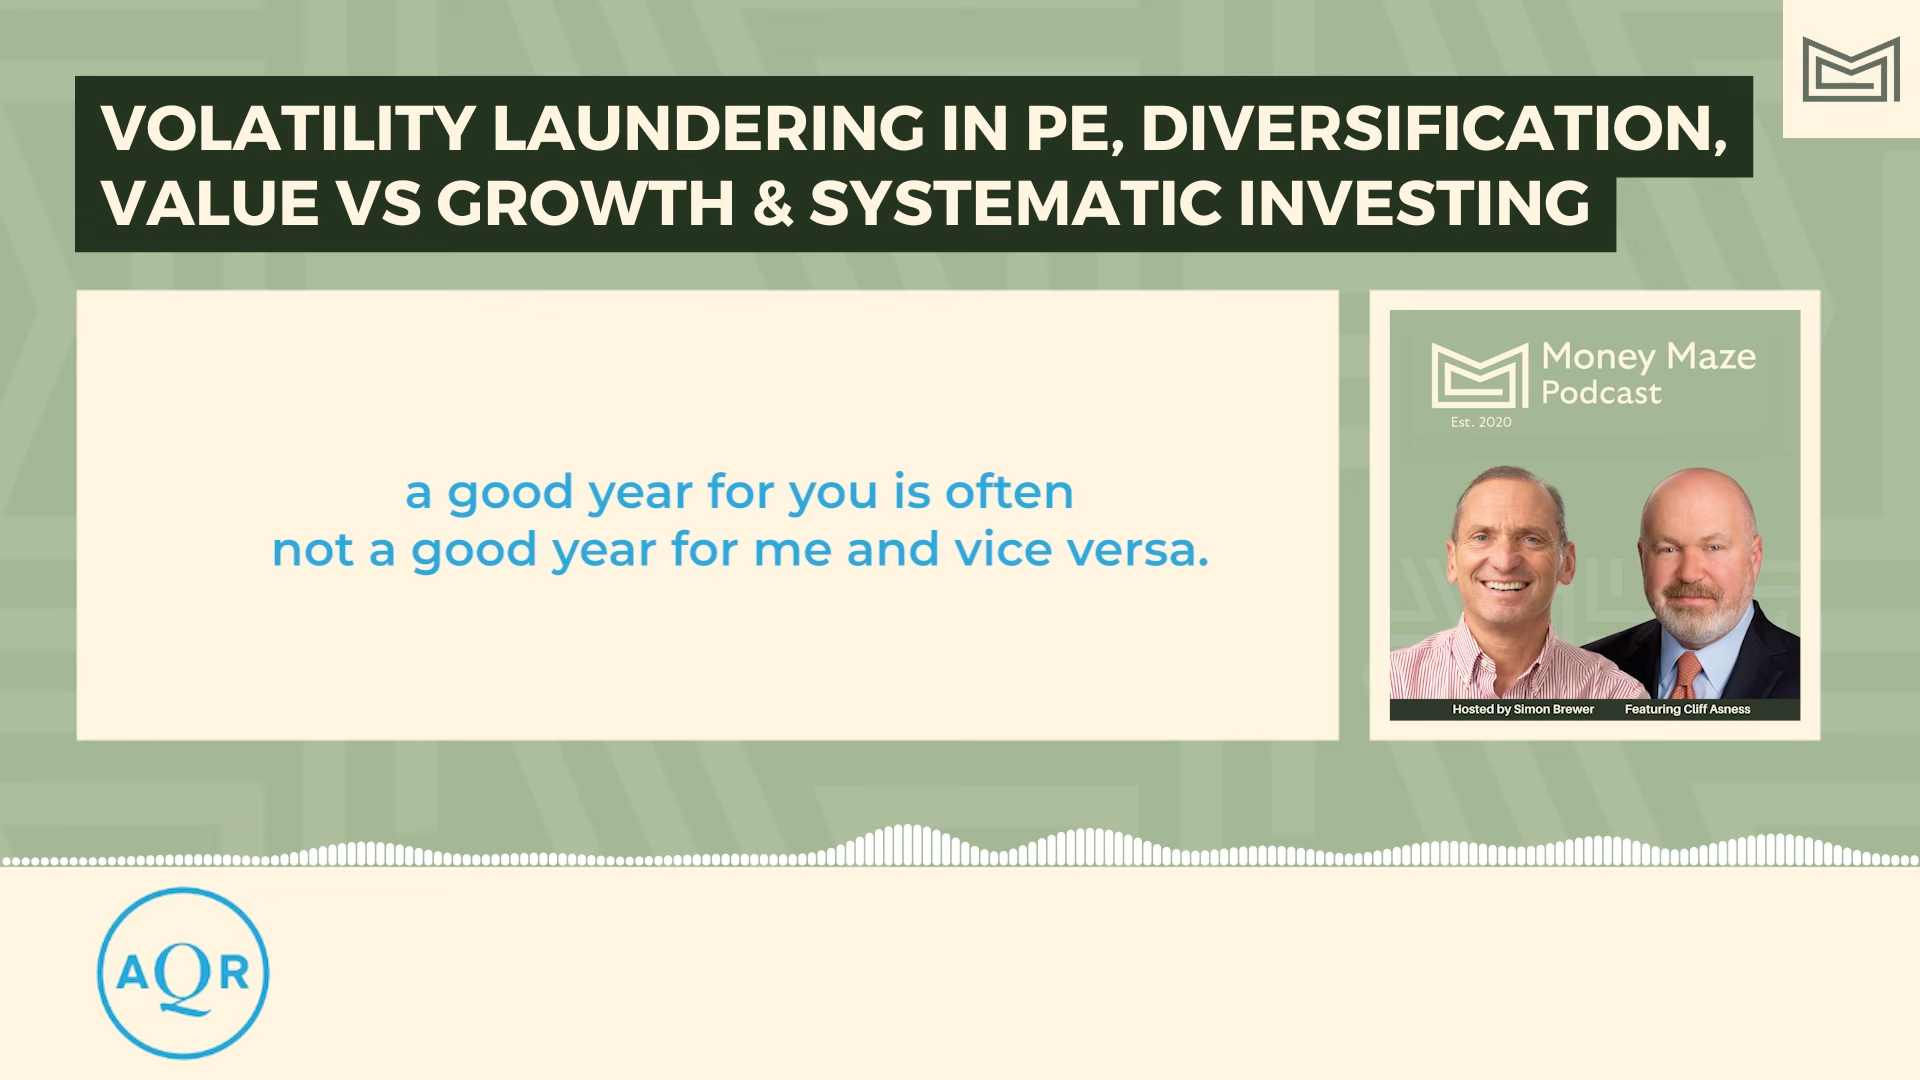 VOLATILITY LAUNDERING IN PE, DIVERSIFICATION,
VALUE VS GROWTH & SYSTEMATIC INVESTING
a good year for you is often
not a good year for me and vice versa.
Money Maze
Podcast
Est. 2020
Hosted by Simon Brewer
Featuring Cliff Asness
AQR